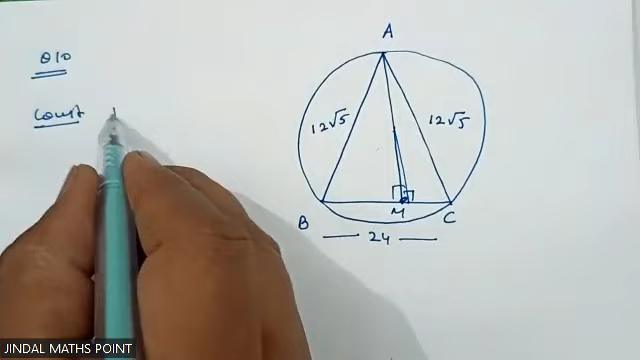 Q10
Const
A
12√5
12√5
B
M
C
24
JINDAL MATHS POINT